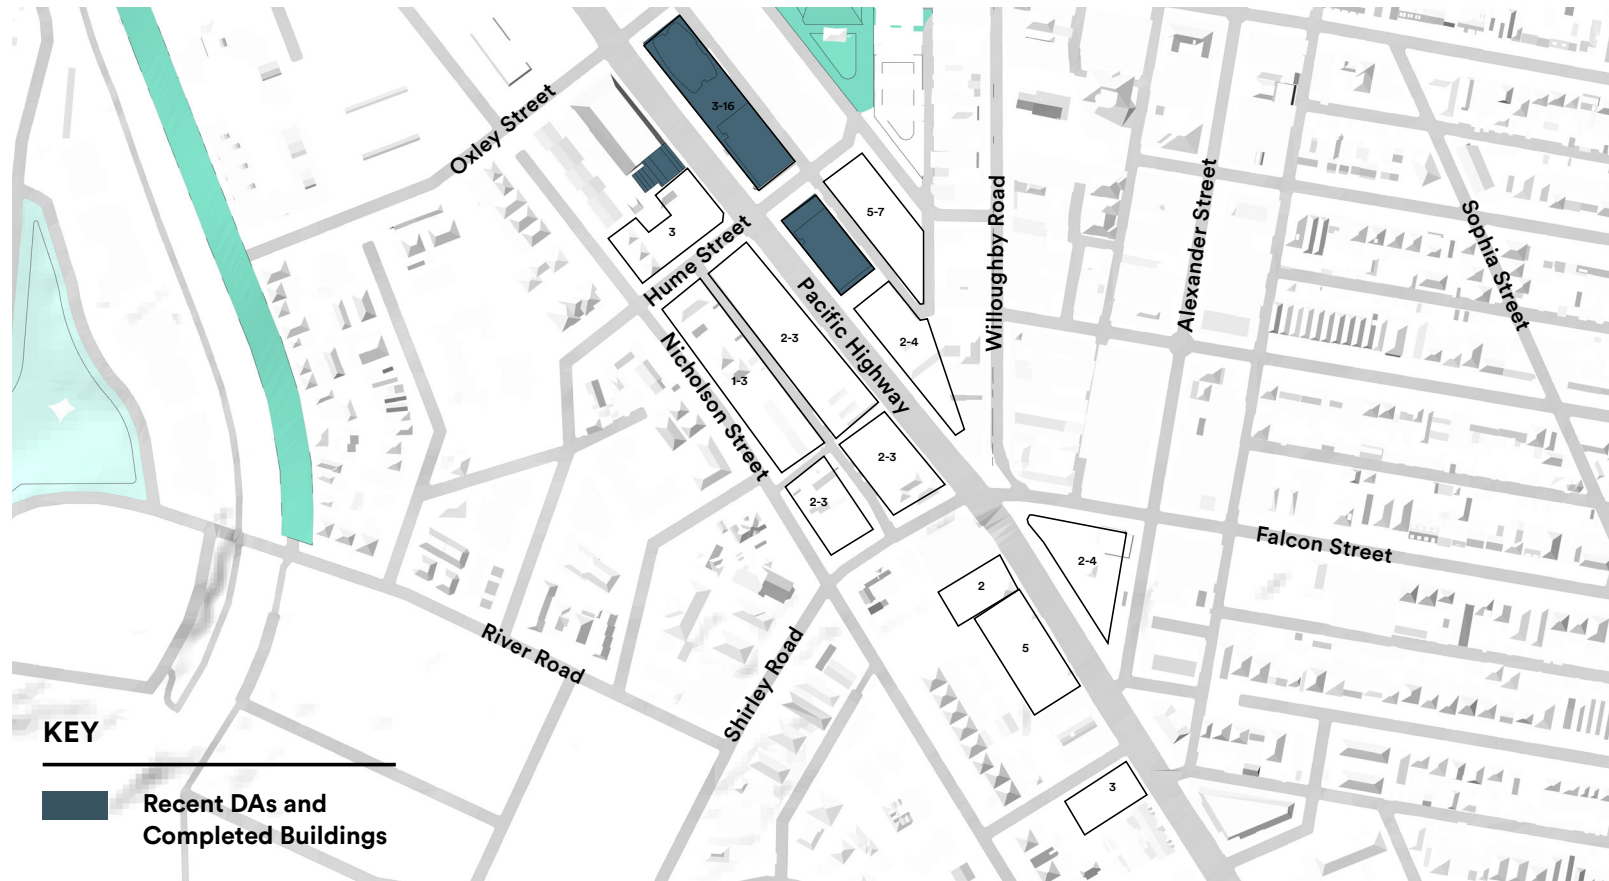 3-16
Oxley Street
5-7
3
Hume Street
Willoughby Road
Alexander Street
Sophia Street
Pacific Highway
2-3
2-4
1-3
Nicholson Street
2-3
2-3
Falcon Street
2-4
2
5
River Road
Shirley Road
3
KEY
Recent DAs and
Completed Buildings